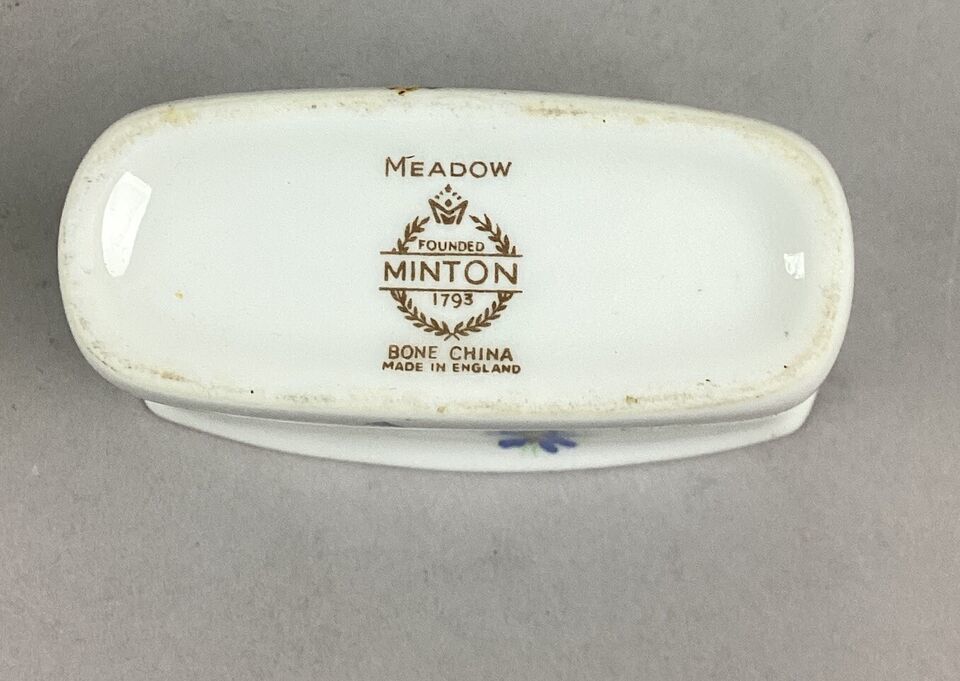 MEADOW
FOUNDED
MINTON
1793
BONE CHINA
MADE IN ENGLAND